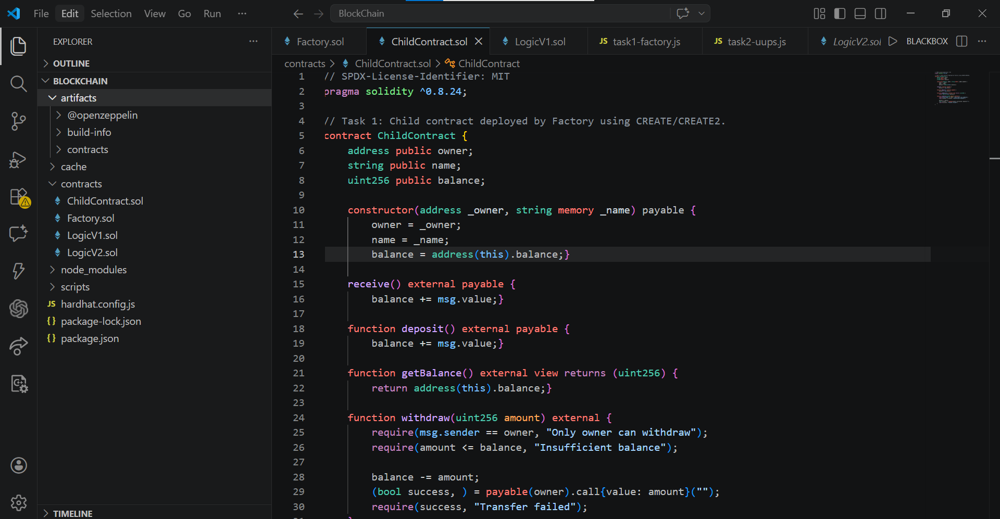 File Edit Selection View Go Run ···
BlockChain
EXPLORER ···
OUTLINE
BLOCKCHAIN
artifacts
@openzeppelin
build-info
contracts
cache
contracts
ChildContract.sol
Factory.sol
LogicV1.sol
LogicV2.sol
node_modules
scripts
JS hardhat.config.js
{} package-lock.json
{} package.json
TIMELINE
Factory.sol ChildContract.sol LogicV1.sol JS task1-factory.js JS task2-uups.js LogicV2.sol BLACKBOX ···
contracts > ChildContract.sol > ChildContract
1 // SPDX-License-Identifier: MIT
2 pragma solidity ^0.8.24;
3
4 // Task 1: Child contract deployed by Factory using CREATE/CREATE2.
5 contract ChildContract {
6 address public owner;
7 string public name;
8 uint256 public balance;
9
10 constructor(address _owner, string memory _name) payable {
11 owner = _owner;
12 name = _name;
13 balance = address(this).balance;}
14
15 receive() external payable {
16 balance += msg.value;}
17
18 function deposit() external payable {
19 balance += msg.value;}
20
21 function getBalance() external view returns (uint256) {
22 return address(this).balance;}
23
24 function withdraw(uint256 amount) external {
25 require(msg.sender == owner, "Only owner can withdraw");
26 require(amount <= balance, "Insufficient balance");
27
28 balance -= amount;
29 (bool success, ) = payable(owner).call{value: amount}("");
30 require(success, "Transfer failed");